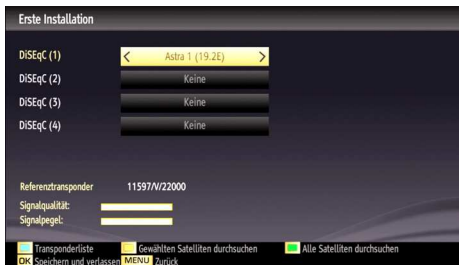 Erste Installation
DiSEqC (1) < Astra 1 (19.2E) >
DiSEqC (2) Keine
DiSEqC (3) Keine
DiSEqC (4) Keine
Referenztransponder 11597/V/22000
Signalqualität:
Signalpegel:
Transponderliste Gewählten Satelliten durchsuchen Alle Satelliten durchsuchen
OK Speichern und verlassen MENU Zurück